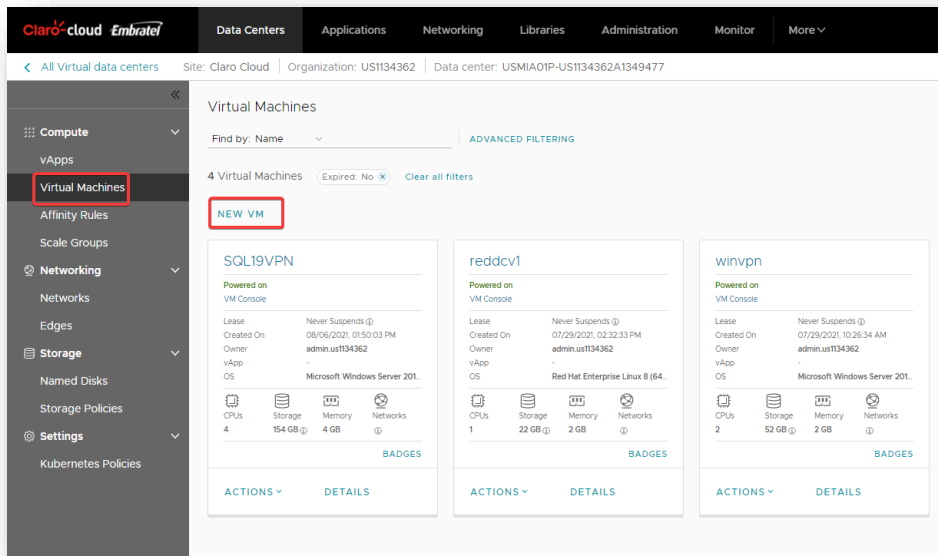 Claro-cloud Embratel
Data Centers Applications Networking Libraries Administration Monitor More
All Virtual data centers Site: Claro Cloud Organization: US1134362 Data center: USMIA01P-US1134362A1349477
Compute
vApps
Virtual Machines
Affinity Rules
Scale Groups
Networking
Networks
Edges
Storage
Named Disks
Storage Policies
Settings
Kubernetes Policies
Virtual Machines
Find by: Name
ADVANCED FILTERING
4 Virtual Machines Expired: No × Clear all filters
NEW VM
SQL19VPN
Powered on
VM Console
Lease Never Suspends
Created On 08/06/2021, 01:50:03 PM
Owner admin.us1134362
vApp -
OS Microsoft Windows Server 201...
CPUs Storage Memory Networks
4 154 GB 4 GB
BADGES
ACTIONS DETAILS
reddcv1
Powered on
VM Console
Lease Never Suspends
Created On 07/29/2021, 02:32:33 PM
Owner admin.us1134362
vApp -
OS Red Hat Enterprise Linux 8 (64...
CPUs Storage Memory Networks
1 22 GB 2 GB
BADGES
ACTIONS DETAILS
winvpn
Powered on
VM Console
Lease Never Suspends
Created On 07/29/2021, 10:26:34 AM
Owner admin.us1134362
vApp -
OS Microsoft Windows Server 201...
CPUs Storage Memory Networks
2 52 GB 2 GB
BADGES
ACTIONS DETAILS